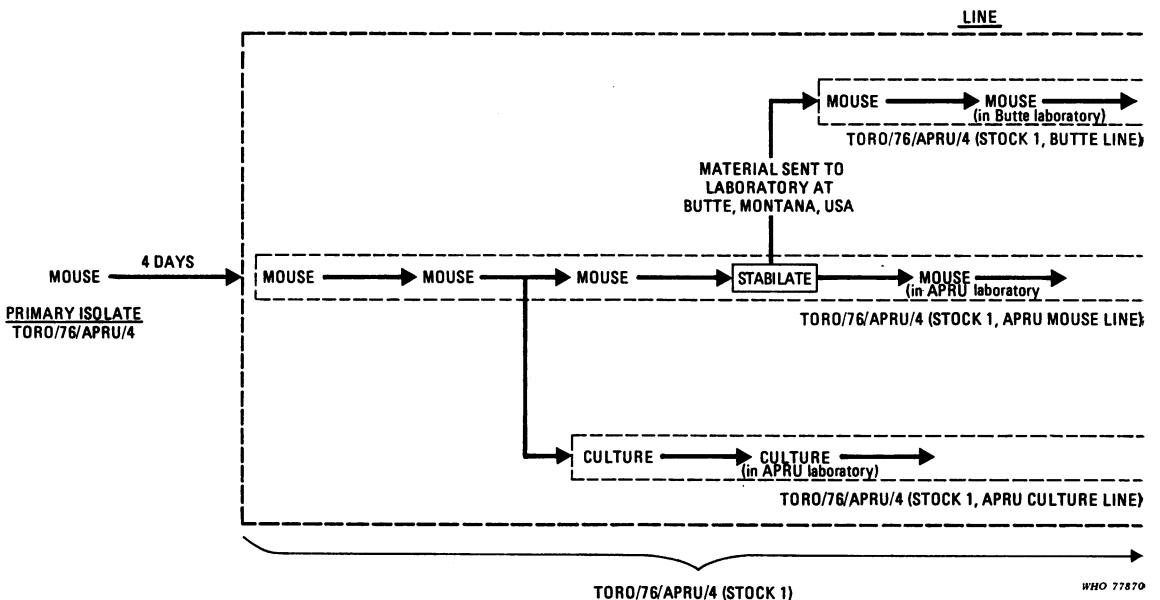 LINE
MOUSE MOUSE
(in Butte laboratory)
TORO/76/APRU/4 (STOCK 1, BUTTE LINE)
MATERIAL SENT TO
LABORATORY AT
BUTTE, MONTANA, USA
4 DAYS
MOUSE MOUSE MOUSE MOUSE STABILATE MOUSE
(in APRU laboratory
PRIMARY ISOLATE
TORO/76/APRU/4
TORO/76/APRU/4 (STOCK 1, APRU MOUSE LINE)
CULTURE CULTURE
(in APRU laboratory)
TORO/76/APRU/4 (STOCK 1, APRU CULTURE LINE)
TORO/76/APRU/4 (STOCK 1)
WHO 77870